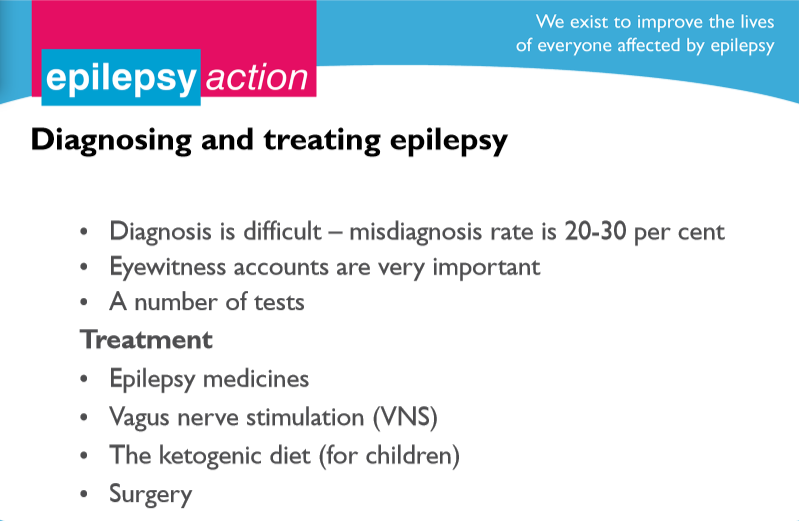 We exist to improve the lives
of everyone affected by epilepsy
epilepsy action
Diagnosing and treating epilepsy
• Diagnosis is difficult – misdiagnosis rate is 20-30 per cent
• Eyewitness accounts are very important
• A number of tests
Treatment
• Epilepsy medicines
• Vagus nerve stimulation (VNS)
• The ketogenic diet (for children)
• Surgery